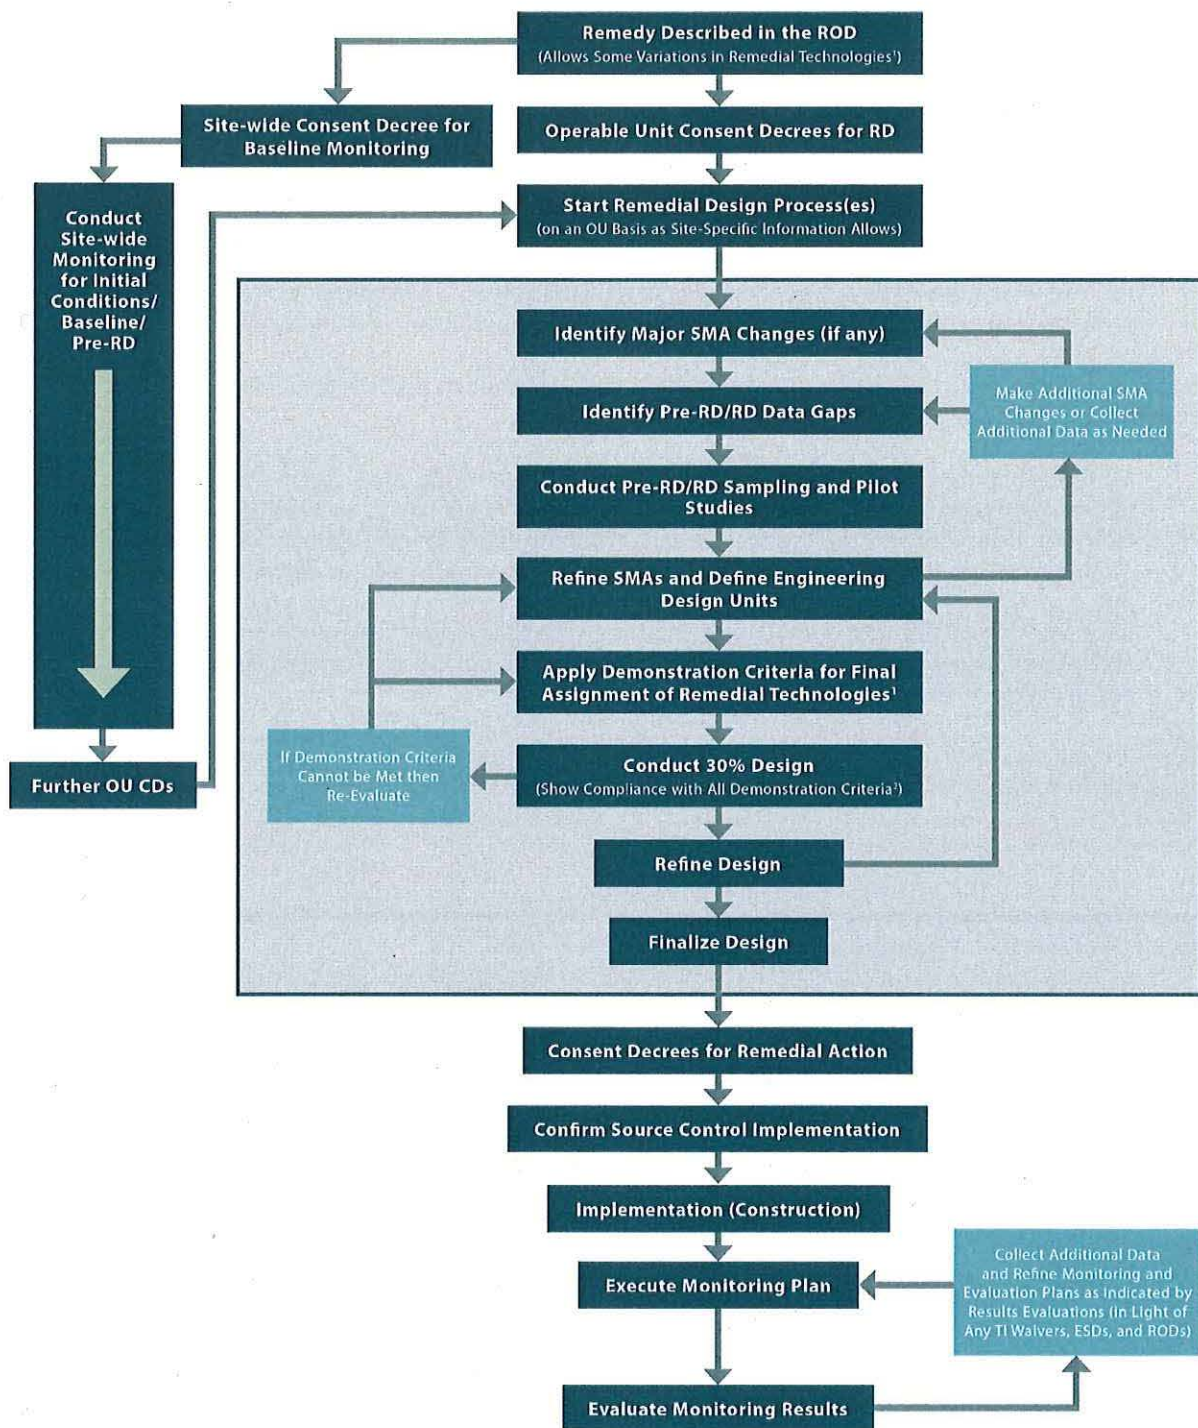 Remedy Described in the ROD
(Allows Some Variations in Remedial Technologies¹)
Site-wide Consent Decree for
Baseline Monitoring
Operable Unit Consent Decrees for RD
Conduct
Site-wide
Monitoring
for Initial
Conditions/
Baseline/
Pre-RD
Start Remedial Design Process(es)
(on an OU Basis as Site-Specific Information Allows)
Identify Major SMA Changes (if any)
Make Additional SMA
Changes or Collect
Additional Data as Needed
Identify Pre-RD/RD Data Gaps
Conduct Pre-RD/RD Sampling and Pilot
Studies
Refine SMAs and Define Engineering
Design Units
Apply Demonstration Criteria for Final
Assignment of Remedial Technologies¹
If Demonstration Criteria
Cannot be Met then
Re-Evaluate
Conduct 30% Design
(Show Compliance with All Demonstration Criteria²)
Further OU CDs
Refine Design
Finalize Design
Consent Decrees for Remedial Action
Confirm Source Control Implementation
Implementation (Construction)
Execute Monitoring Plan
Collect Additional Data
and Refine Monitoring and
Evaluation Plans as Indicated by
Results Evaluations (in Light of
Any TI Waivers, ESDs, and RODs)
Evaluate Monitoring Results